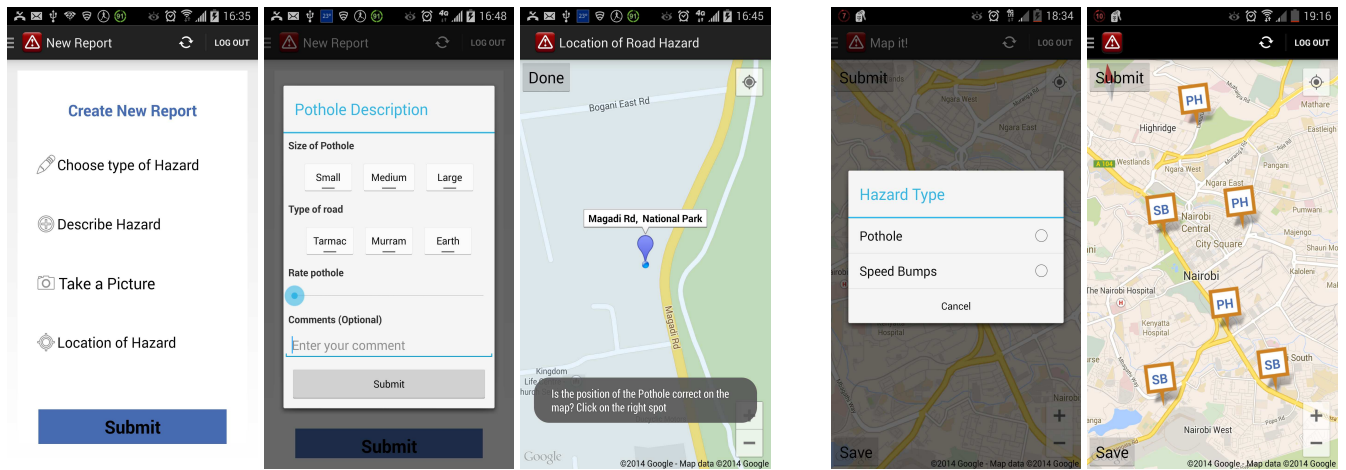 16:35
New Report
LOG OUT
Create New Report
Choose type of Hazard
Describe Hazard
Take a Picture
Location of Hazard
Submit
16:48
New Report
LOG OUT
Pothole Description
Size of Pothole
Small Medium Large
Type of road
Tarmac Murram Earth
Rate pothole
Comments (Optional)
Enter your comment
Submit
Submit
16:45
Location of Road Hazard
Done
Bogani East Rd
Magadi Rd, National Park
Magadi Rd
Kingdom
Is the position of the Pothole correct on the
map? Click on the right spot
Google
©2014 Google - Map data ©2014 Google
18:34
Map it!
LOG OUT
Submit
Ngara West
Ngara East
Hazard Type
Pothole
Speed Bumps
Cancel
Hospital
Save
©2014 Google - Map data ©2014 Google
19:16
LOG OUT
Submit
PH
Mathare
Highridge
Eastleigh
A 104
Westlands
Pangani
Ngara East
SB
PH
Pumwani
Nairobi
Central
Majengo
City Square
Nairobi
Kaloleni
The Nairobi Hospital
PH
Kenyatta
Hospital
SB
SB
South
Nairobi West
Save
©2014 Google - Map data ©2014 Google